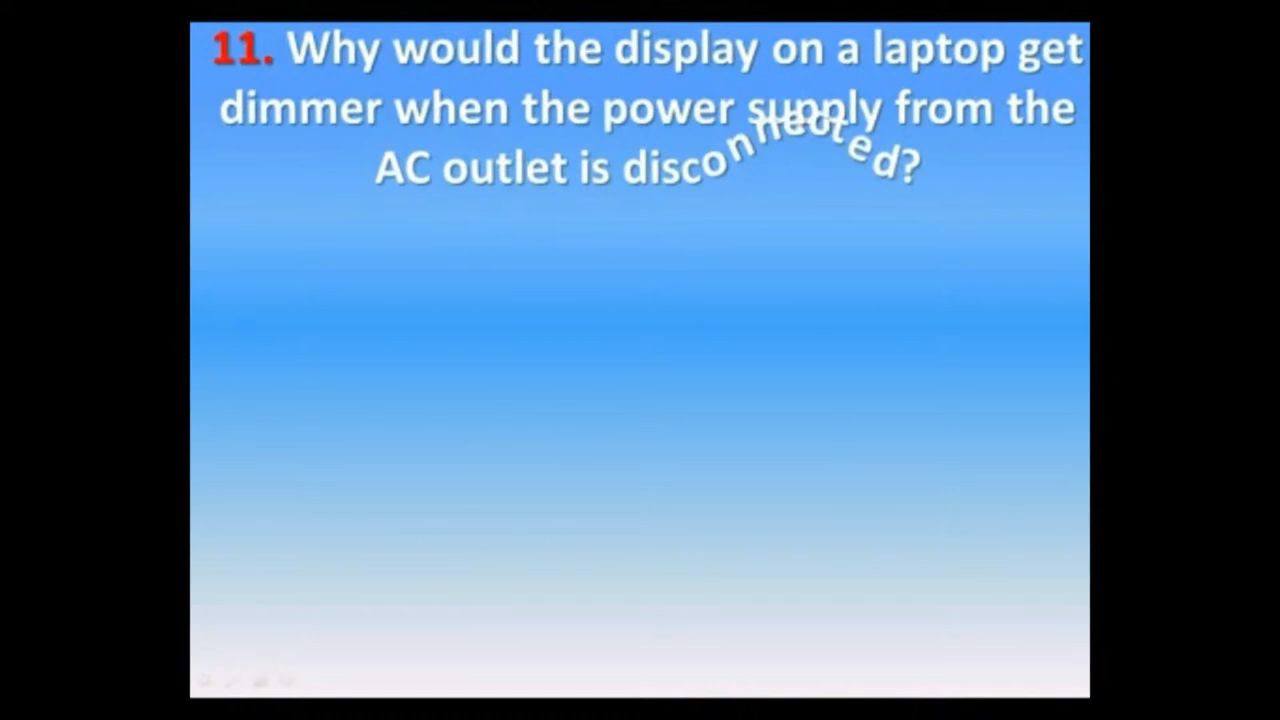 11. Why would the display on a laptop get
dimmer when the power supply from the
AC outlet is disconnected?